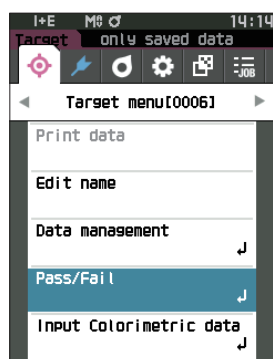 I+E M♂ 14:14
Target only saved data
JOB
Target menu[0006]
Print data
Edit name
Data management
Pass/Fail
Input Colorimetric data